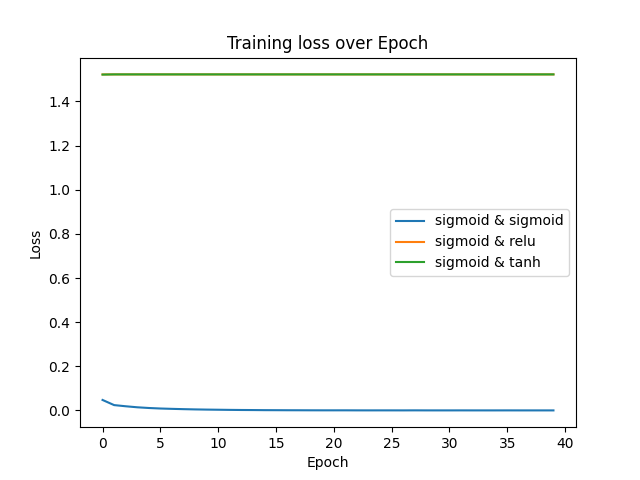 Training loss over Epoch
Loss
1.4
1.2
1.0
0.8
0.6
0.4
0.2
0.0
sigmoid & sigmoid
sigmoid & relu
sigmoid & tanh
0 5 10 15 20 25 30 35 40
Epoch